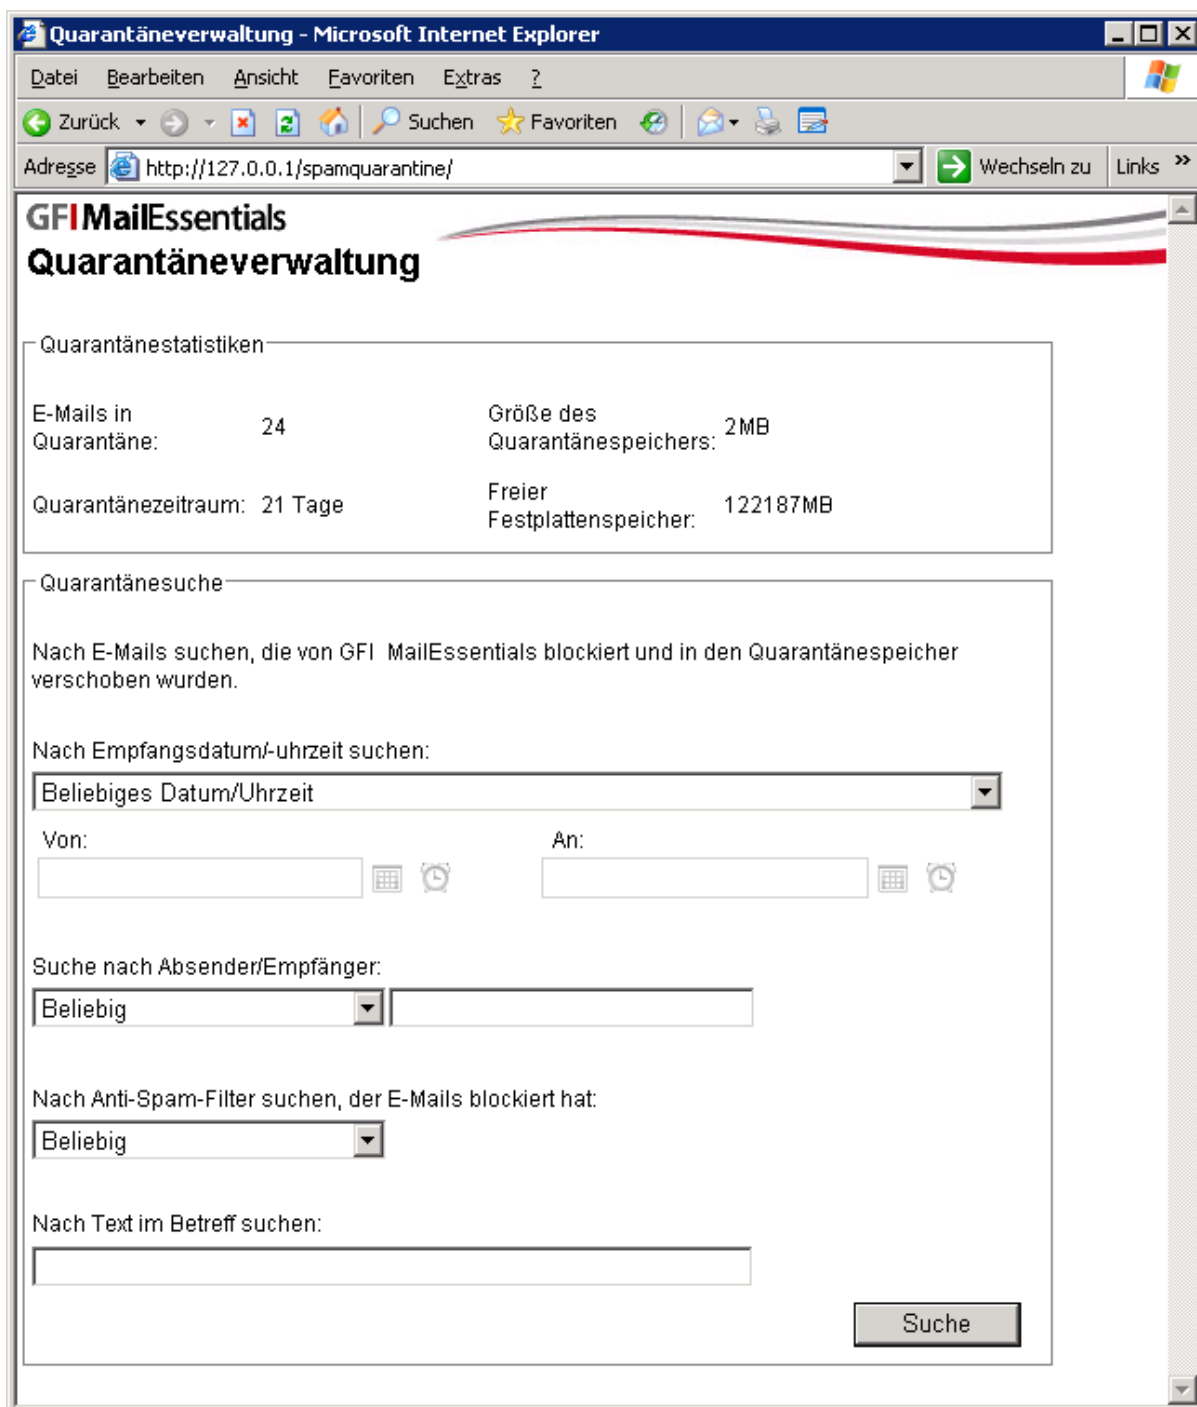 Quarantäneverwaltung - Microsoft Internet Explorer
Datei Bearbeiten Ansicht Favoriten Extras ?
Zurück Suchen Favoriten
Adresse http://127.0.0.1/spamquarantine/ Wechseln zu Links »
GFI MailEssentials
Quarantäneverwaltung
Quarantänestatistiken
E-Mails in Quarantäne: 24 Größe des Quarantänespeichers: 2MB
Quarantänezeitraum: 21 Tage Freier Festplattenspeicher: 122187MB
Quarantänesuche
Nach E-Mails suchen, die von GFI MailEssentials blockiert und in den Quarantänespeicher
verschoben wurden.
Nach Empfangsdatum/-uhrzeit suchen:
Beliebiges Datum/Uhrzeit
Von: An:
Suche nach Absender/Empfänger:
Beliebig
Nach Anti-Spam-Filter suchen, der E-Mails blockiert hat:
Beliebig
Nach Text im Betreff suchen:
Suche